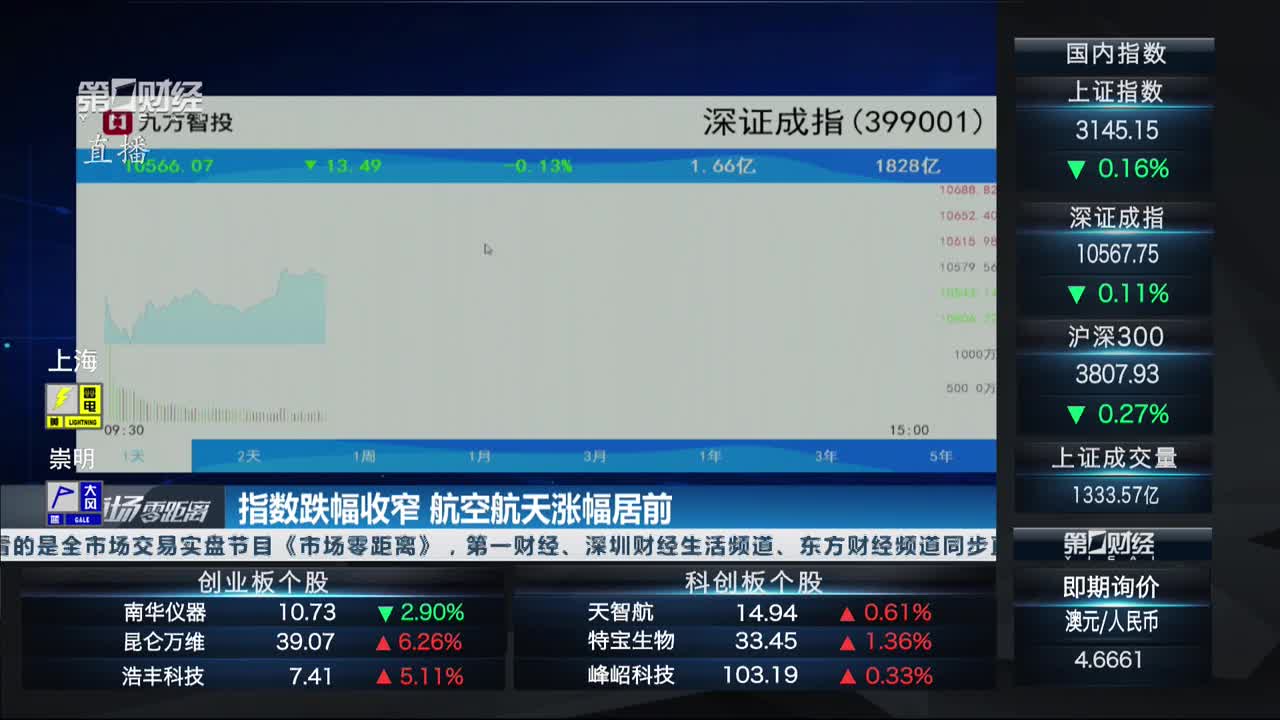 第一财经
YICAI
直播
九方智投
深证成指(399001)
10566.07 ▼-13.49 -0.13% 1.66亿 1828亿
10688.82
10652.40
10615 98
10579 56
1000万
500 0万
09:30 15:00
1天 2天 1周 1月 3月 1年 3年 5年
上海
雷电
黄 LIGHTNING
崇明
大风
蓝 GALE
市场零距离
指数跌幅收窄 航空航天涨幅居前
看的是全市场交易实盘节目《市场零距离》，第一财经、深圳财经生活频道、东方财经频道同步直
创业板个股
南华仪器 10.73 ▼2.90%
昆仑万维 39.07 ▲6.26%
浩丰科技 7.41 ▲5.11%
科创板个股
天智航 14.94 ▲0.61%
特宝生物 33.45 ▲1.36%
峰岹科技 103.19 ▲0.33%
国内指数
上证指数
3145.15
▼ 0.16%
深证成指
10567.75
▼ 0.11%
沪深300
3807.93
▼ 0.27%
上证成交量
1333.57亿
第一财经
YICAI
即期询价
澳元/人民币
4.6661